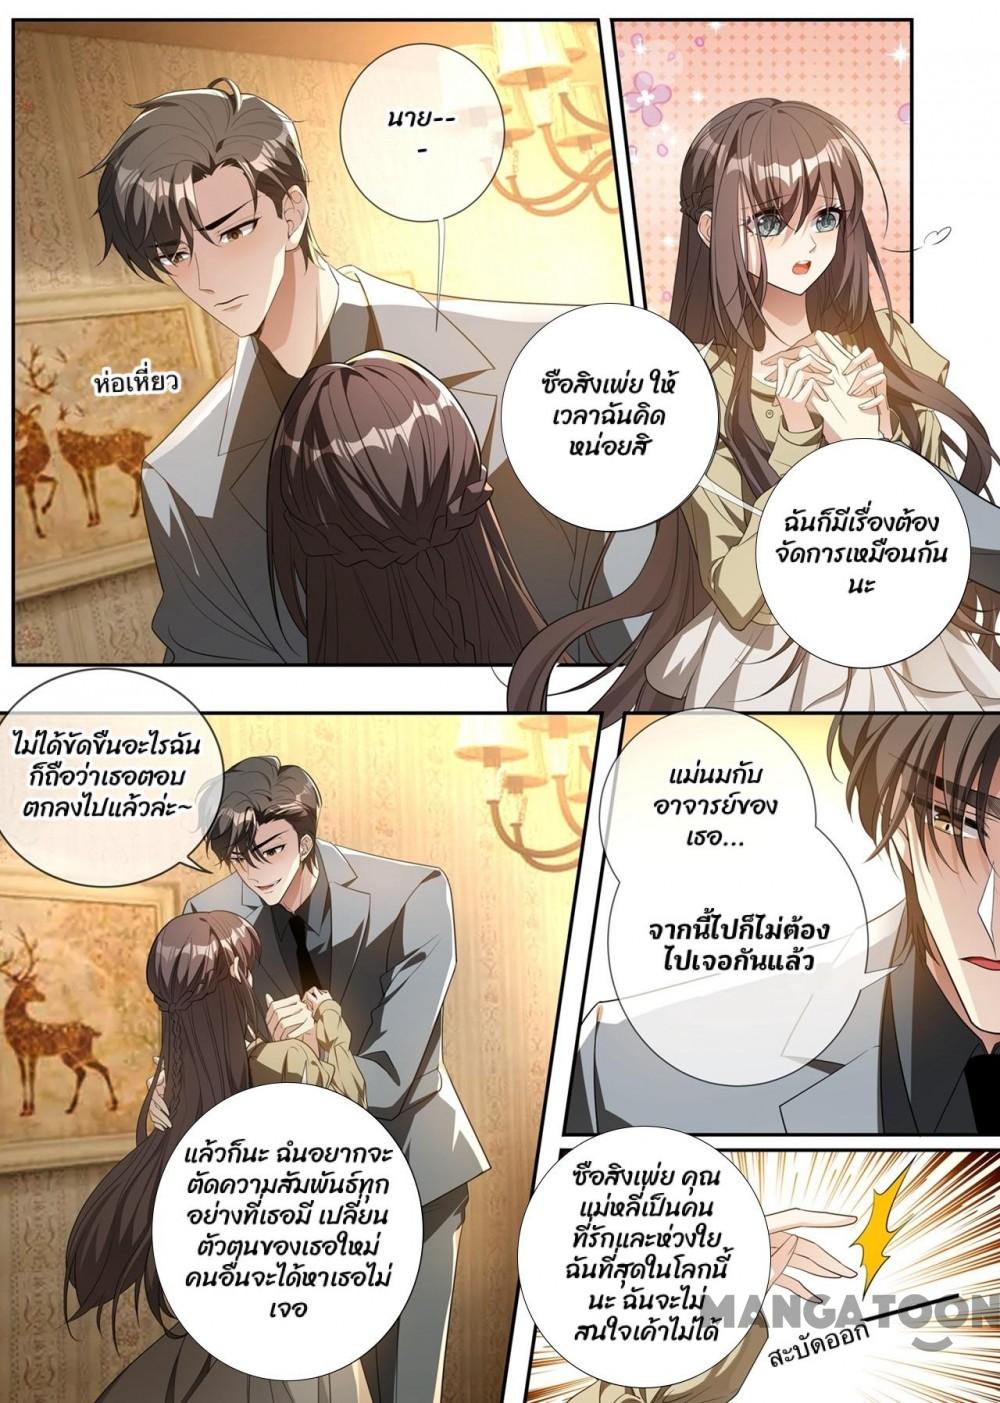 นาย--
-
ห่อเหี่ยว
ซือสิงเพ่ย ให้
เวลาฉันคิด
หน่อยสิ
ฉันก็มีเรื่องต้อง
จัดการเหมือนกัน
นะ
ไม่ได้ขัดขืนอะไรฉัน
ก็ถือว่าเธอตอบ
ตกลงไปแล้วล่ะ~
แม่นมกับ
อาจารย์ของ
เธอ...
จากนี้ไปก็ไม่ต้อง
ไปเจอกันแล้ว
แล้วก็นะ ฉันอยากจะ
ตัดความสัมพันธ์ทุก
อย่างที่เธอมี เปลี่ยน
ตัวตนของเธอใหม่
คนอื่นจะได้หาเธอไม่
เจอ
ซือสิงเพ่ย คุณ
แม่หลี่เป็นคน
ที่รักและห่วงใย
ฉันที่สุดในโลกนี้
นะ ฉันจะไม่
สนใจเค้าไม่ได้
สะบัดออก
MANGATOON